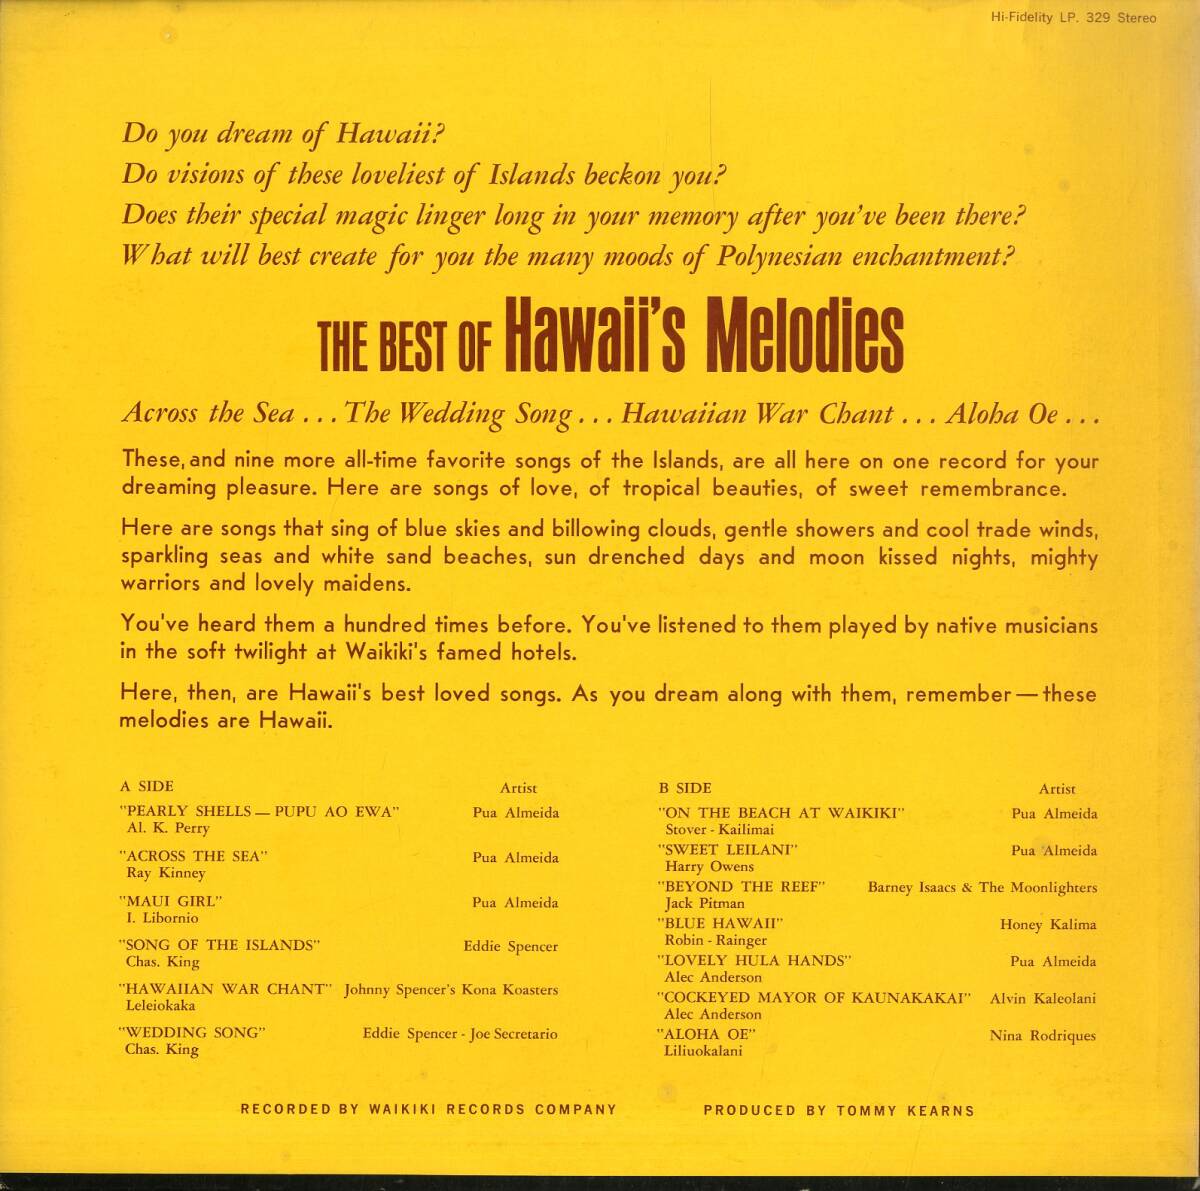 Hi-Fidelity LP. 329 Stereo
Do you dream of Hawaii?
Do visions of these loveliest of Islands beckon you?
Does their special magic linger long in your memory after you've been there?
What will best create for you the many moods of Polynesian enchantment?
THE BEST OF Hawaii's Melodies
Across the Sea . . . The Wedding Song . . . Hawaiian War Chant . . . Aloha Oe . . .
These, and nine more all-time favorite songs of the Islands, are all here on one record for your
dreaming pleasure. Here are songs of love, of tropical beauties, of sweet remembrance.
Here are songs that sing of blue skies and billowing clouds, gentle showers and cool trade winds,
sparkling seas and white sand beaches, sun drenched days and moon kissed nights, mighty
warriors and lovely maidens.
You've heard them a hundred times before. You've listened to them played by native musicians
in the soft twilight at Waikiki's famed hotels.
Here, then, are Hawaii's best loved songs. As you dream along with them, remember — these
melodies are Hawaii.
A SIDE Artist
"PEARLY SHELLS — PUPU AO EWA" Pua Almeida
Al. K. Perry
"ACROSS THE SEA" Pua Almeida
Ray Kinney
"MAUI GIRL" Pua Almeida
I. Libornio
"SONG OF THE ISLANDS" Eddie Spencer
Chas. King
"HAWAIIAN WAR CHANT" Johnny Spencer's Kona Koasters
Leleiokaka
"WEDDING SONG" Eddie Spencer - Joe Secretario
Chas. King
B SIDE Artist
"ON THE BEACH AT WAIKIKI" Pua Almeida
Stover - Kailimai
"SWEET LEILANI" Pua Almeida
Harry Owens
"BEYOND THE REEF" Barney Isaacs & The Moonlighters
Jack Pitman
"BLUE HAWAII" Honey Kalima
Robin - Rainger
"LOVELY HULA HANDS" Pua Almeida
Alec Anderson
"COCKEYED MAYOR OF KAUNAKAKAI" Alvin Kaleolani
Alec Anderson
"ALOHA OE" Nina Rodriques
Liliuokalani
RECORDED BY WAIKIKI RECORDS COMPANY PRODUCED BY TOMMY KEARNS